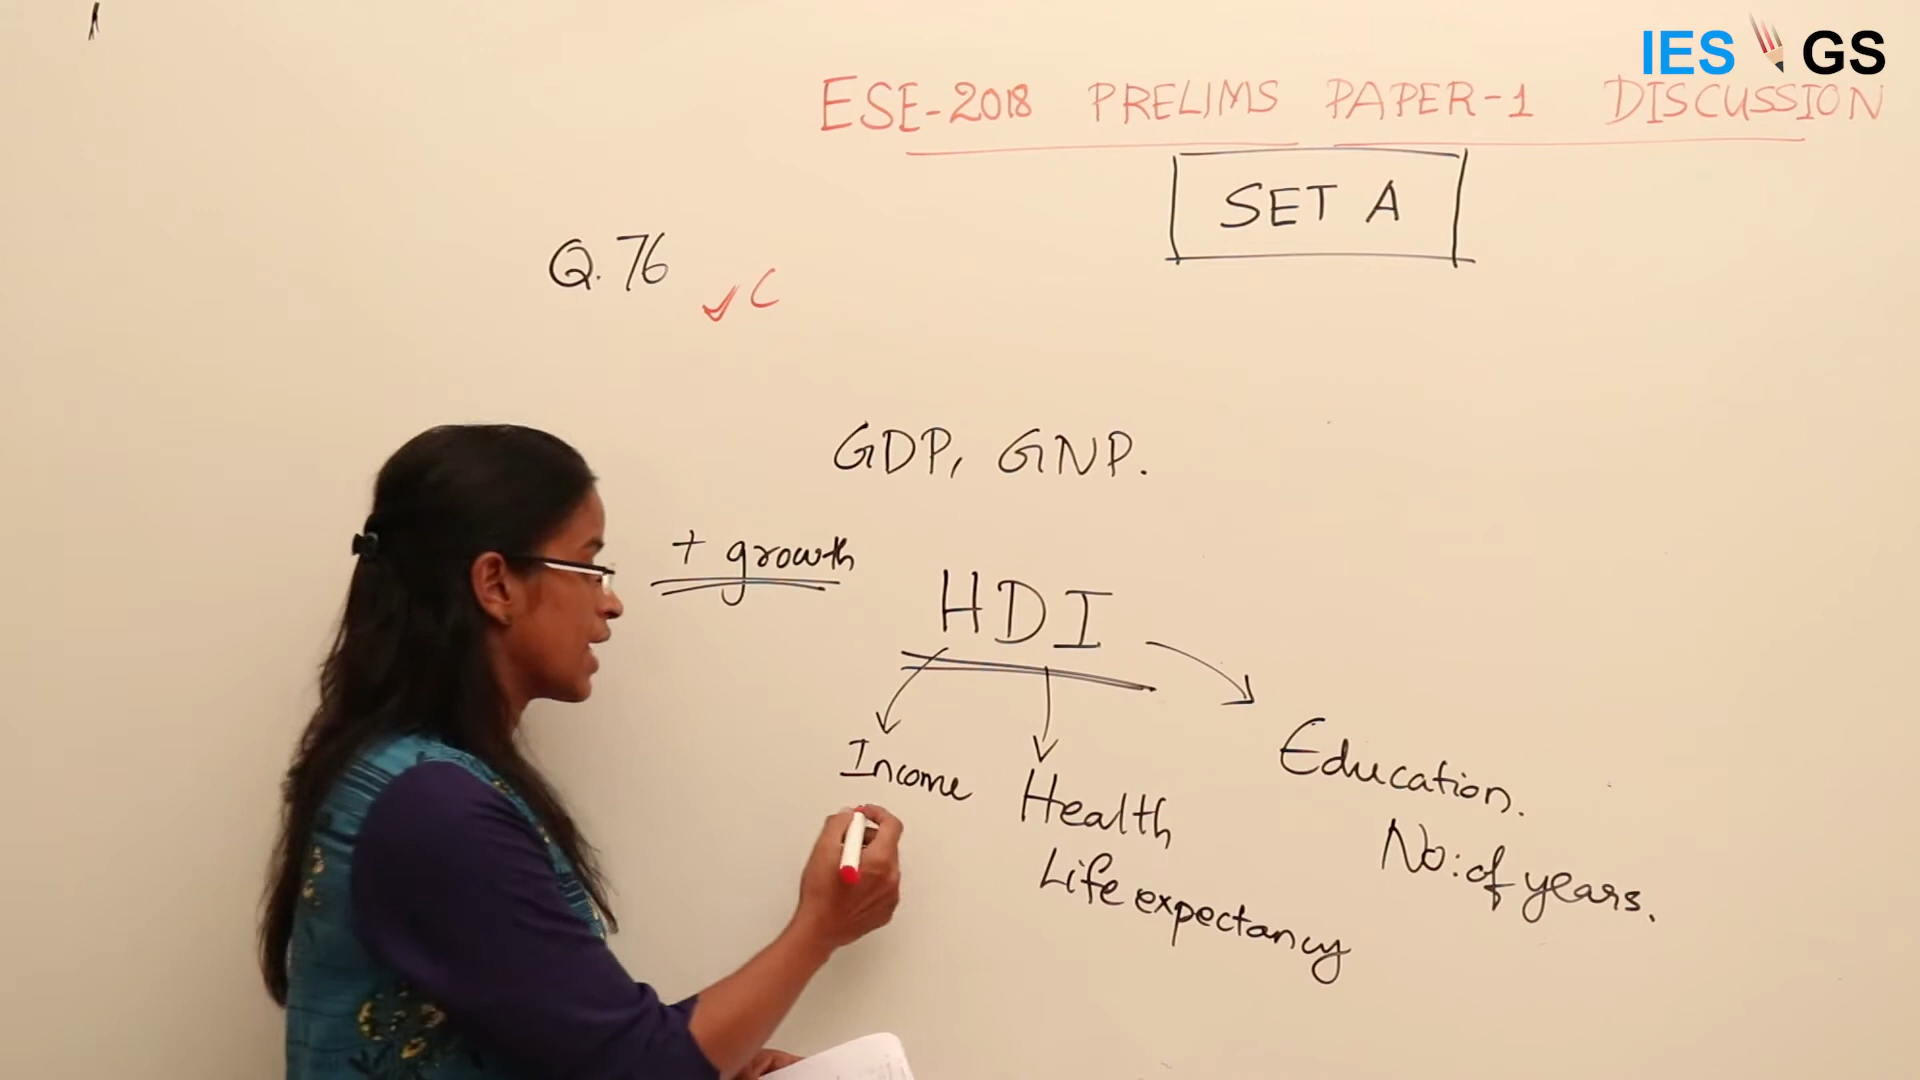 IES GS
ESE-2018 PRELIMS PAPER-1 DISCUSSION
SET A
Q.76
C
GDP, GNP.
+ growth
HDI
Income
Health
Life expectancy
Education.
No: of years.